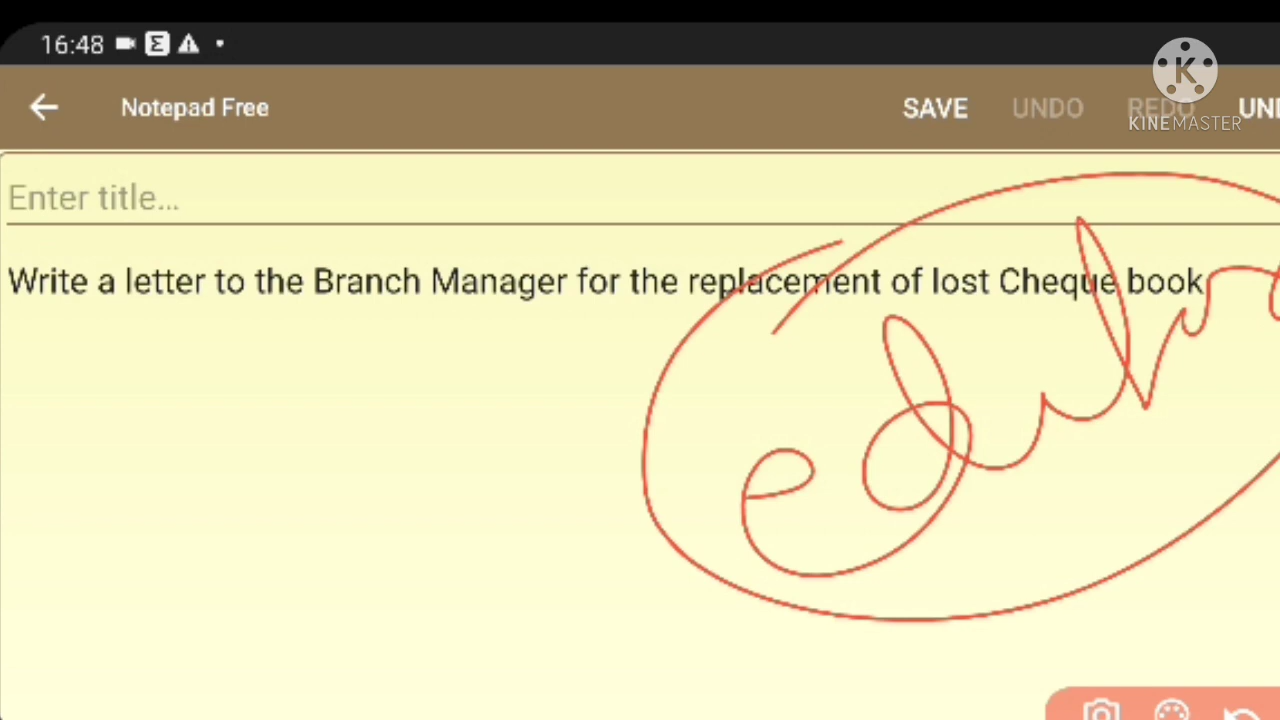 16:48
Notepad Free SAVE UNDO REDO
KINEMASTER
Enter title...
Write a letter to the Branch Manager for the replacement of lost Cheque book